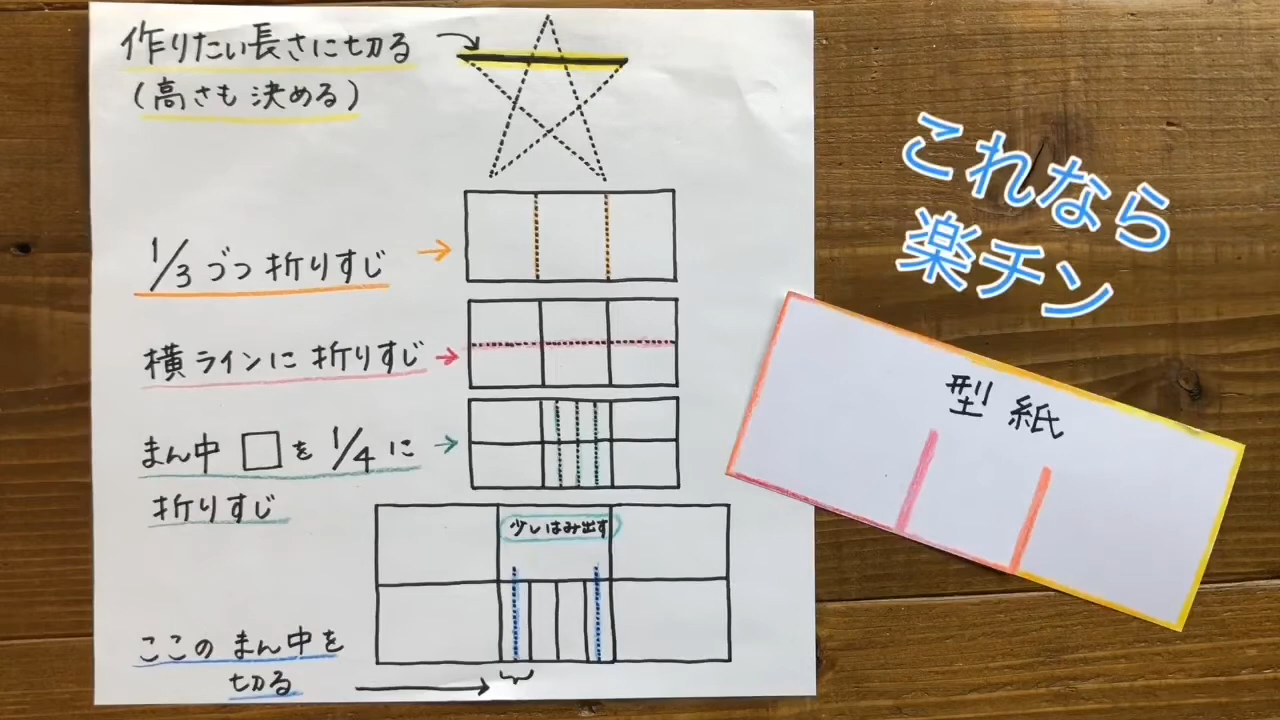 作りたい長さに切る
(高さも決める)
1/3づつ折りすじ
横ラインに折りすじ
まん中□を1/4に
折りすじ
少しはみ出す
ここのまん中を
切る
これなら
楽チン
型紙